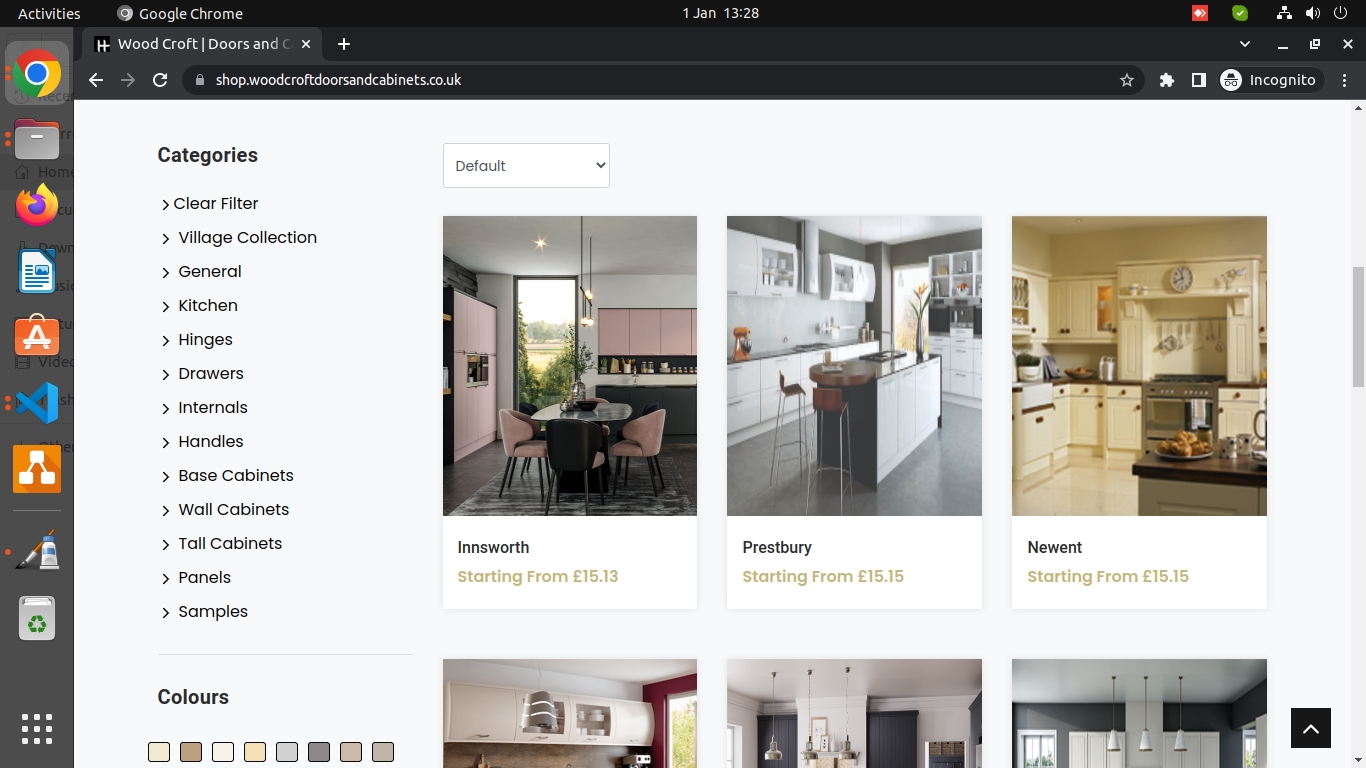 Activities
Google Chrome
1 Jan 13:28
Wood Croft | Doors and C
shop.woodcroftdoorsandcabinets.co.uk
Incognito
Home
Categories
Default
Clear Filter
Village Collection
General
Kitchen
Hinges
Drawers
Internals
Handles
Base Cabinets
Wall Cabinets
Tall Cabinets
Panels
Samples
Innsworth
Starting From £15.13
Prestbury
Starting From £15.15
Newent
Starting From £15.15
Colours